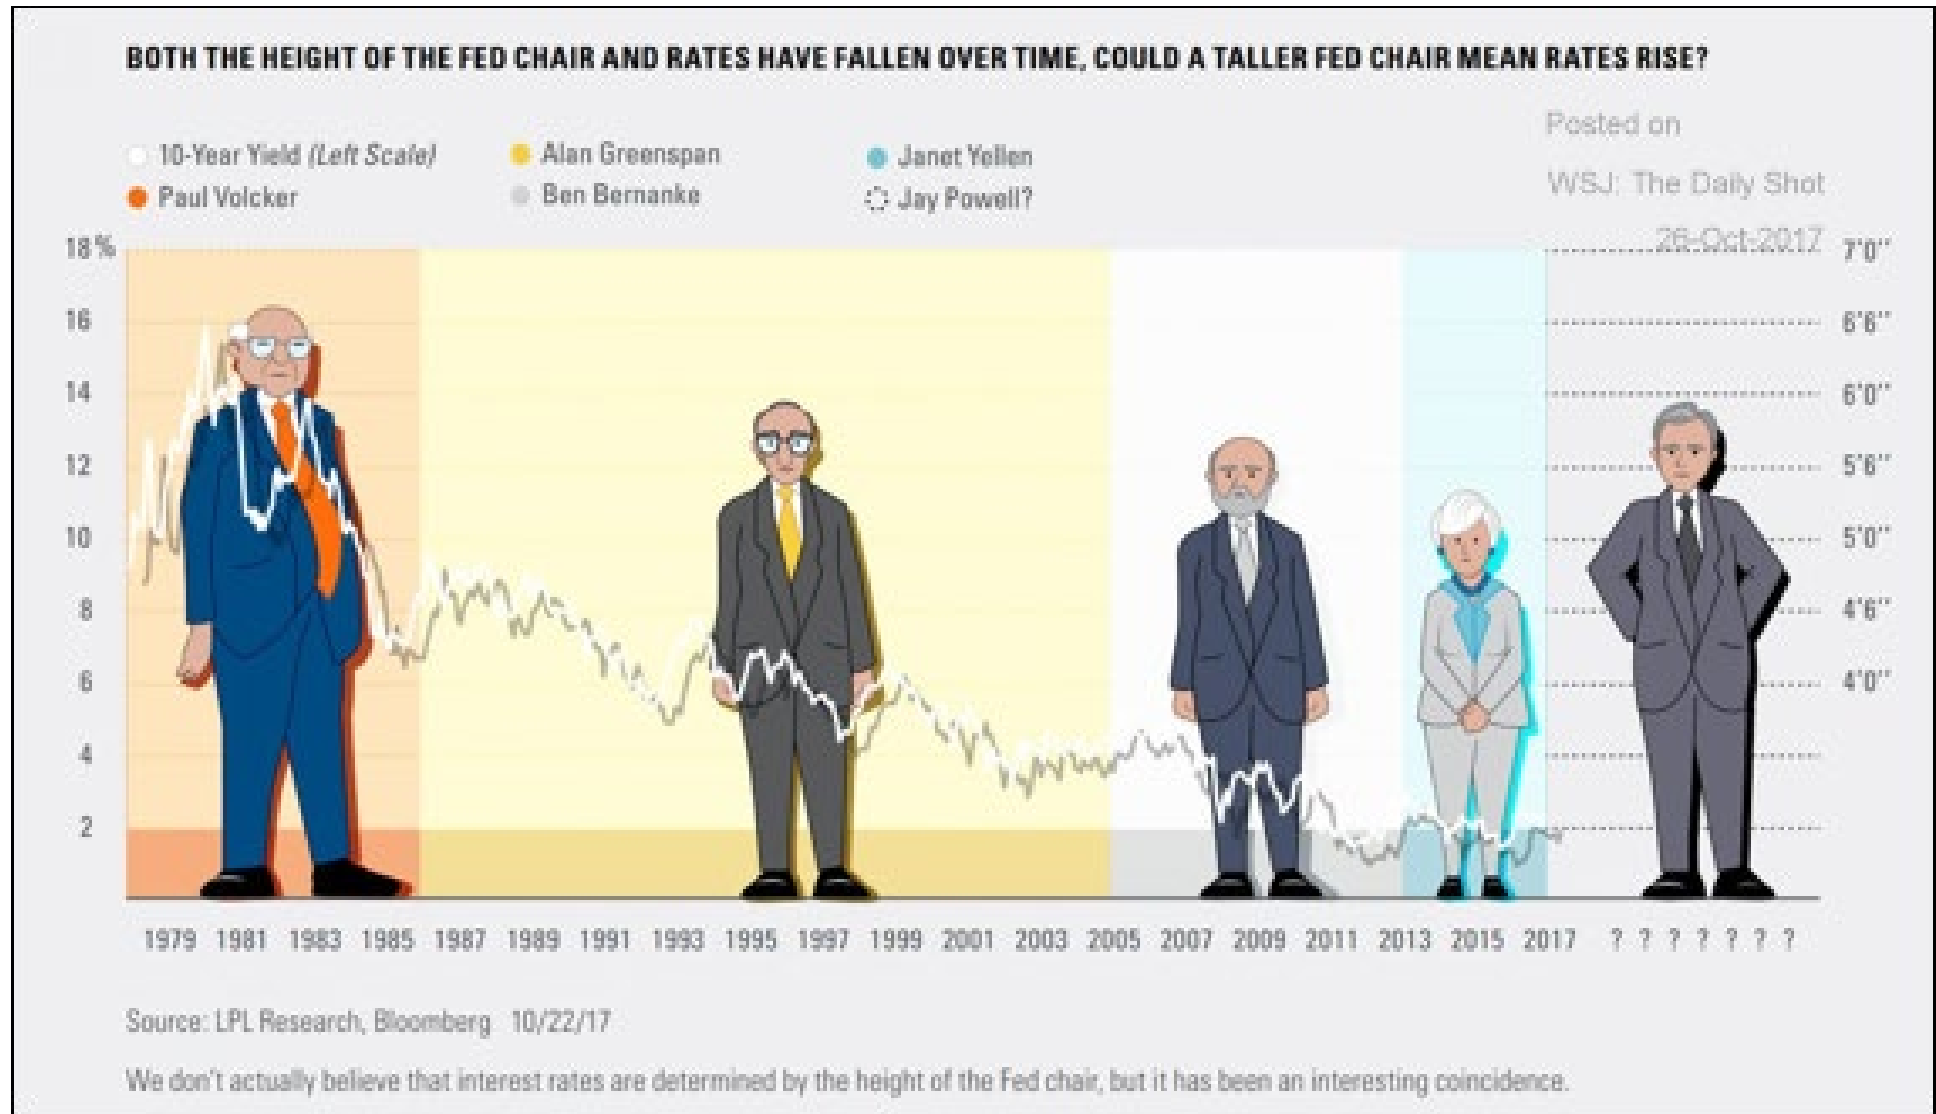 BOTH THE HEIGHT OF THE FED CHAIR AND RATES HAVE FALLEN OVER TIME, COULD A TALLER FED CHAIR MEAN RATES RISE?
Posted on
WSJ: The Daily Shot
26-Oct-2017
10-Year Yield (Left Scale)
Alan Greenspan
Janet Yellen
Paul Volcker
Ben Bernanke
Jay Powell?
18%
16
14
12
10
8
6
4
2
7'0"
6'6"
6'0"
5'6"
5'0"
4'6"
4'0"
1979 1981 1983 1985 1987 1989 1991 1993 1995 1997 1999 2001 2003 2005 2007 2009 2011 2013 2015 2017 ? ? ? ? ? ? ?
Source: LPL Research, Bloomberg 10/22/17
We don't actually believe that interest rates are determined by the height of the Fed chair, but it has been an interesting coincidence.